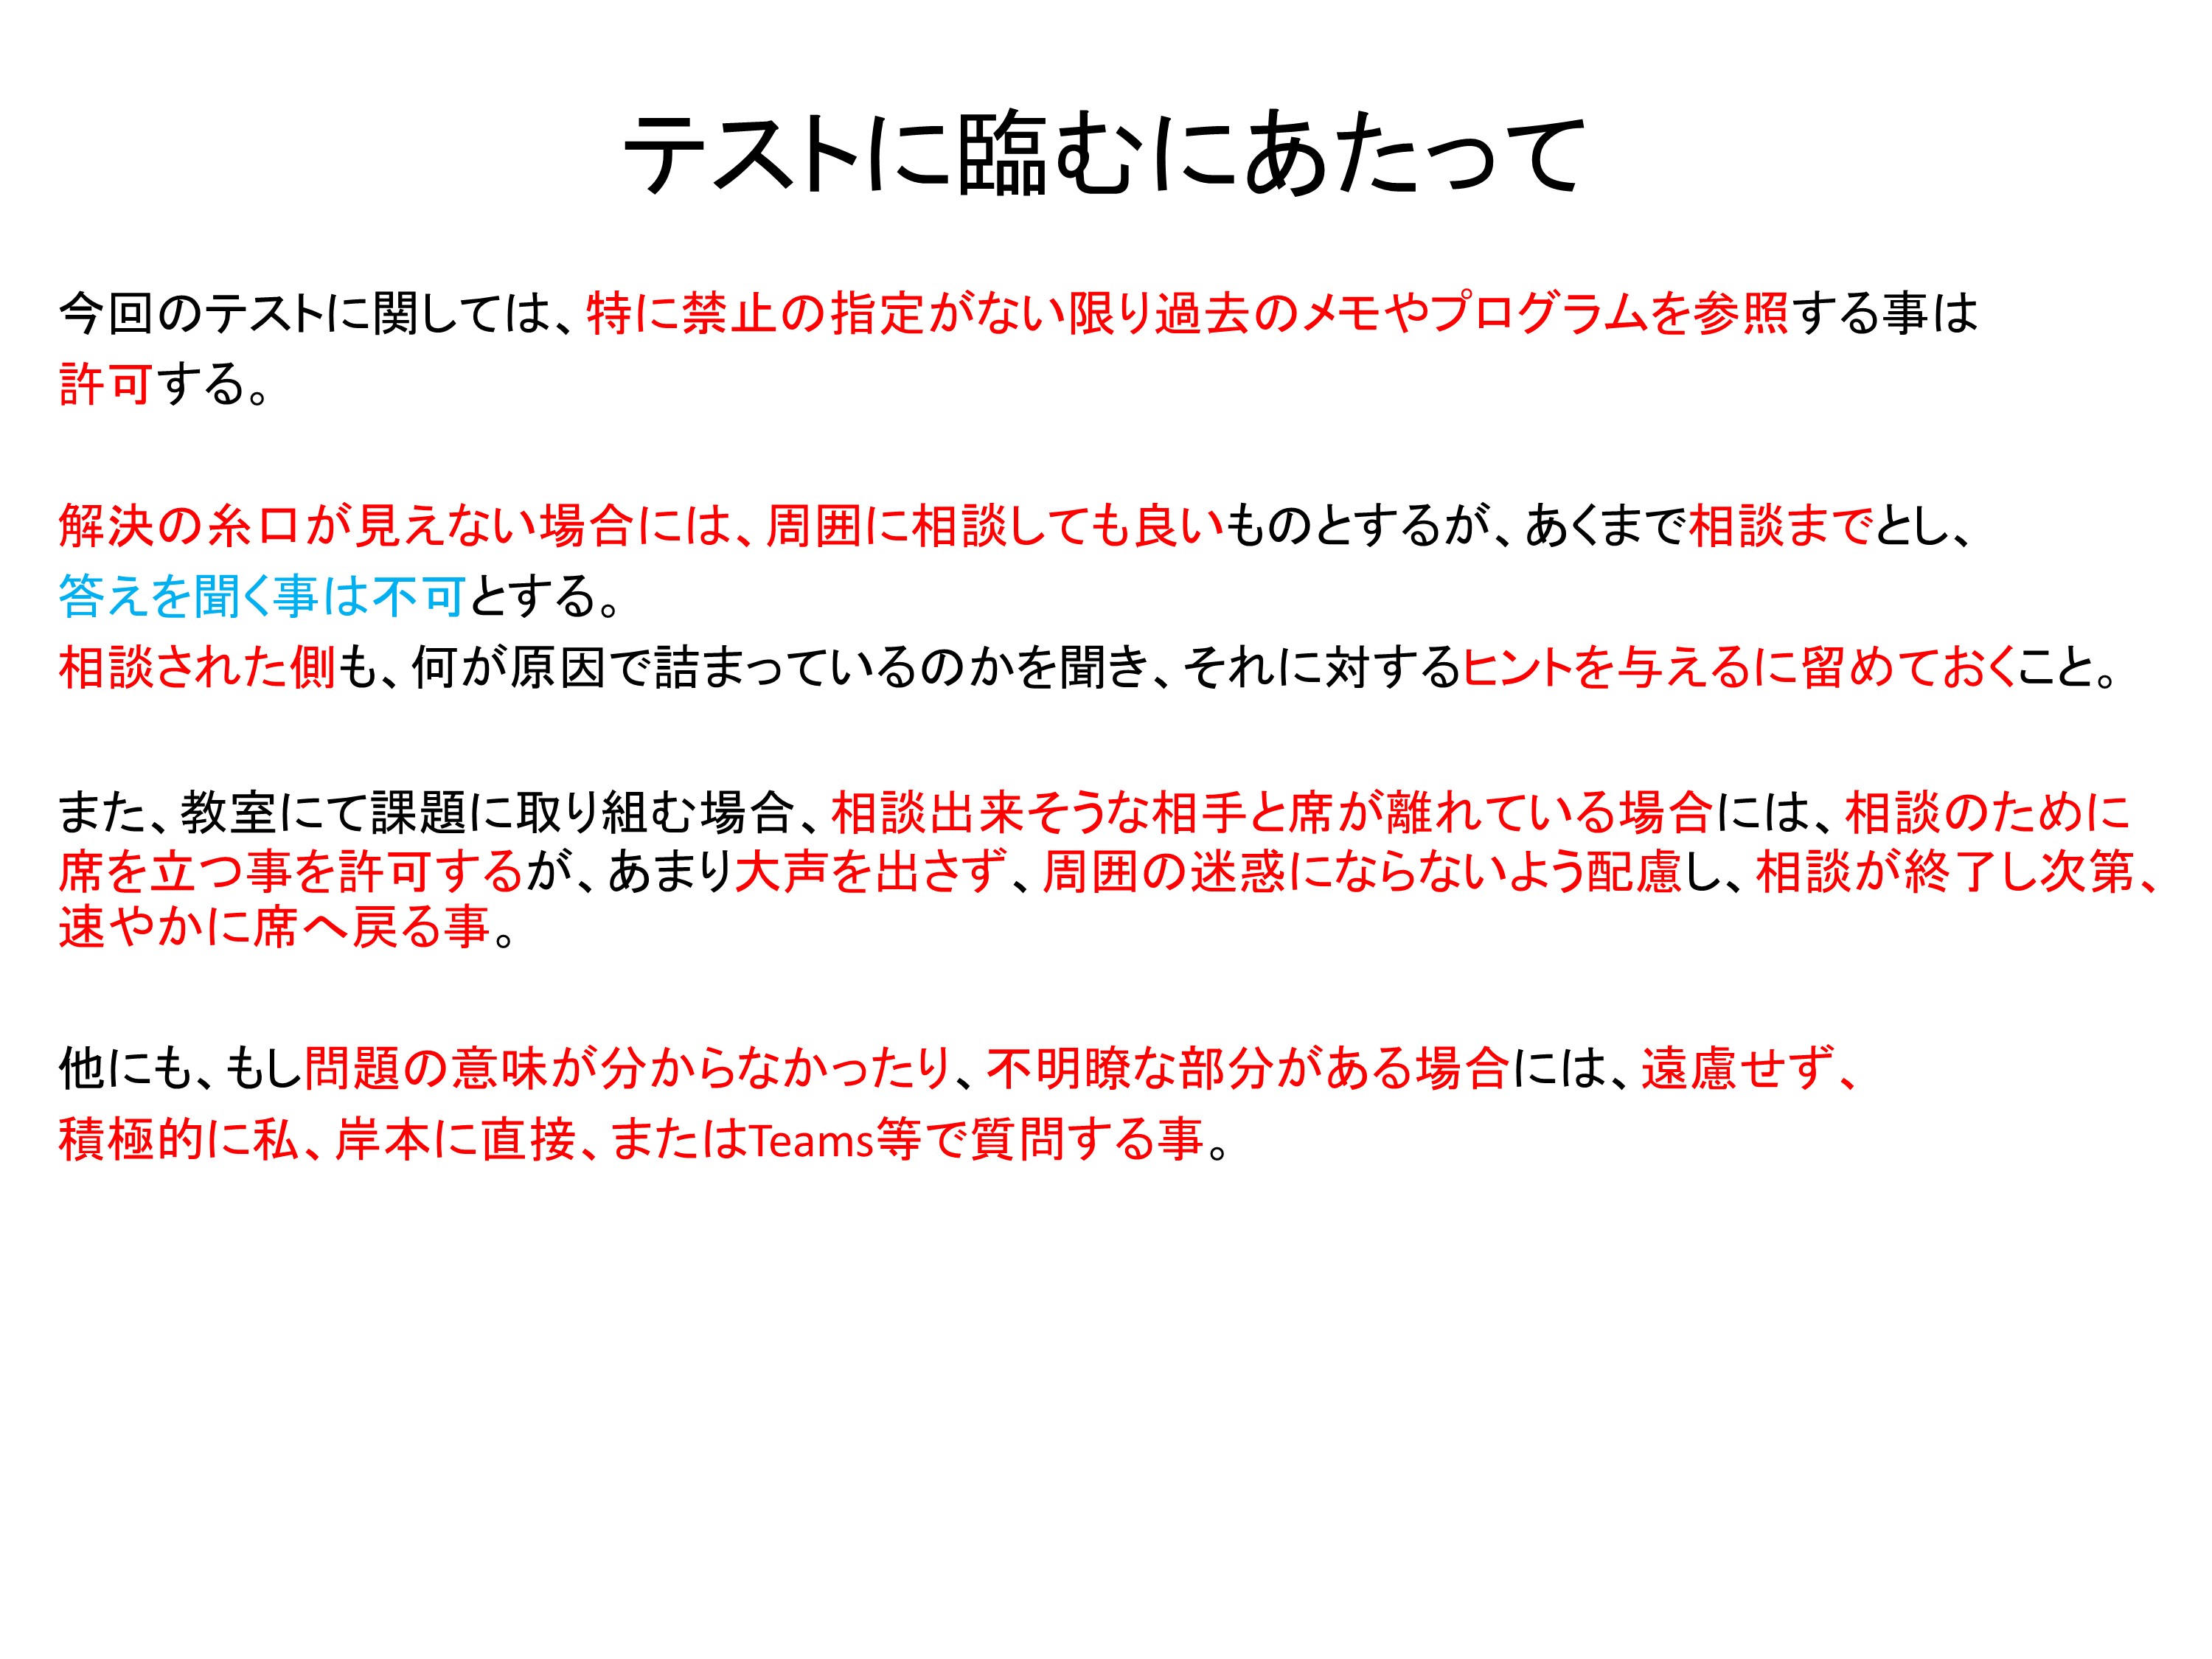 テストに臨むにあたって
今回のテストに関しては、特に禁止の指定がない限り過去のメモやプログラムを参照する事は
許可する。
解決の糸口が見えない場合には、周囲に相談しても良いものとするが、あくまで相談までとし、
答えを聞く事は不可とする。
相談された側も、何が原因で詰まっているのかを聞き、それに対するヒントを与えるに留めておくこと。
また、教室にて課題に取り組む場合、相談出来そうな相手と席が離れている場合には、相談のために
席を立つ事を許可するが、あまり大声を出さず、周囲の迷惑にならないよう配慮し、相談が終了し次第、
速やかに席へ戻る事。
他にも、もし問題の意味が分からなかったり、不明瞭な部分がある場合には、遠慮せず、
積極的に私、岸本に直接、またはTeams等で質問する事。